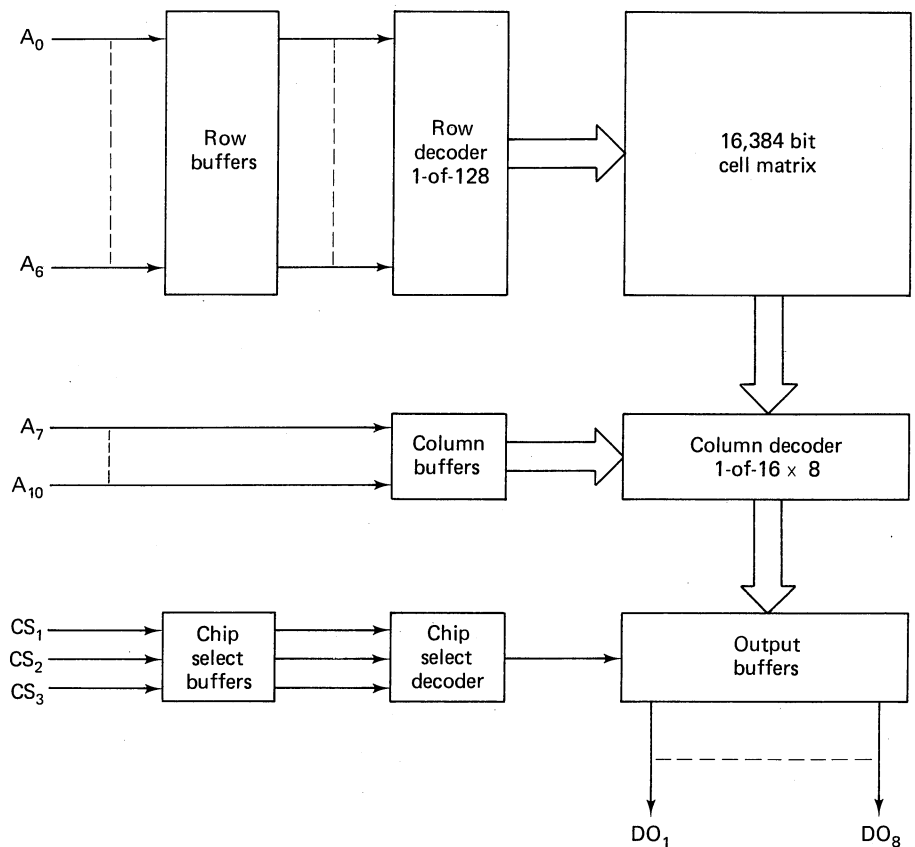 A₀
Row
buffers
Row
decoder
1-of-128
16,384 bit
cell matrix
A₆
A₇
Column
buffers
Column decoder
1-of-16 × 8
A₁₀
CS₁
CS₂
CS₃
Chip
select
buffers
Chip
select
decoder
Output
buffers
DO₁
DO₈